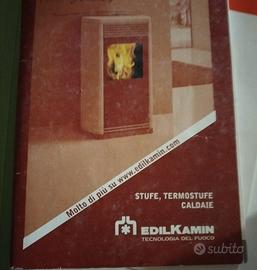 Molto di più su www.edilkamin.com
STUFE, TERMOSTUFE
CALDAIE
EDILKAMIN
TECNOLOGIA DEL FUOCO
subito